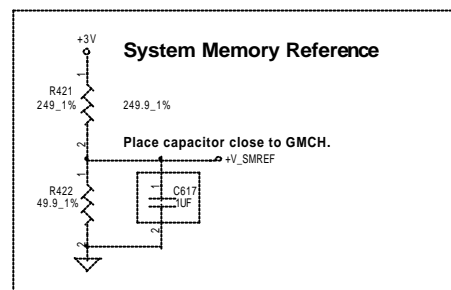 System Memory Reference
+3V
1
R421
249_1%
249.9_1%
2
Place capacitor close to GMCH.
+V_SMREF
1
R422
49.9_1%
2
1
C617
1UF
2